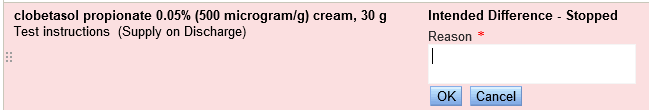 clobetasol propionate 0.05% (500 microgram/g) cream, 30 g
Test instructions (Supply on Discharge)
Intended Difference - Stopped
Reason *
OK Cancel